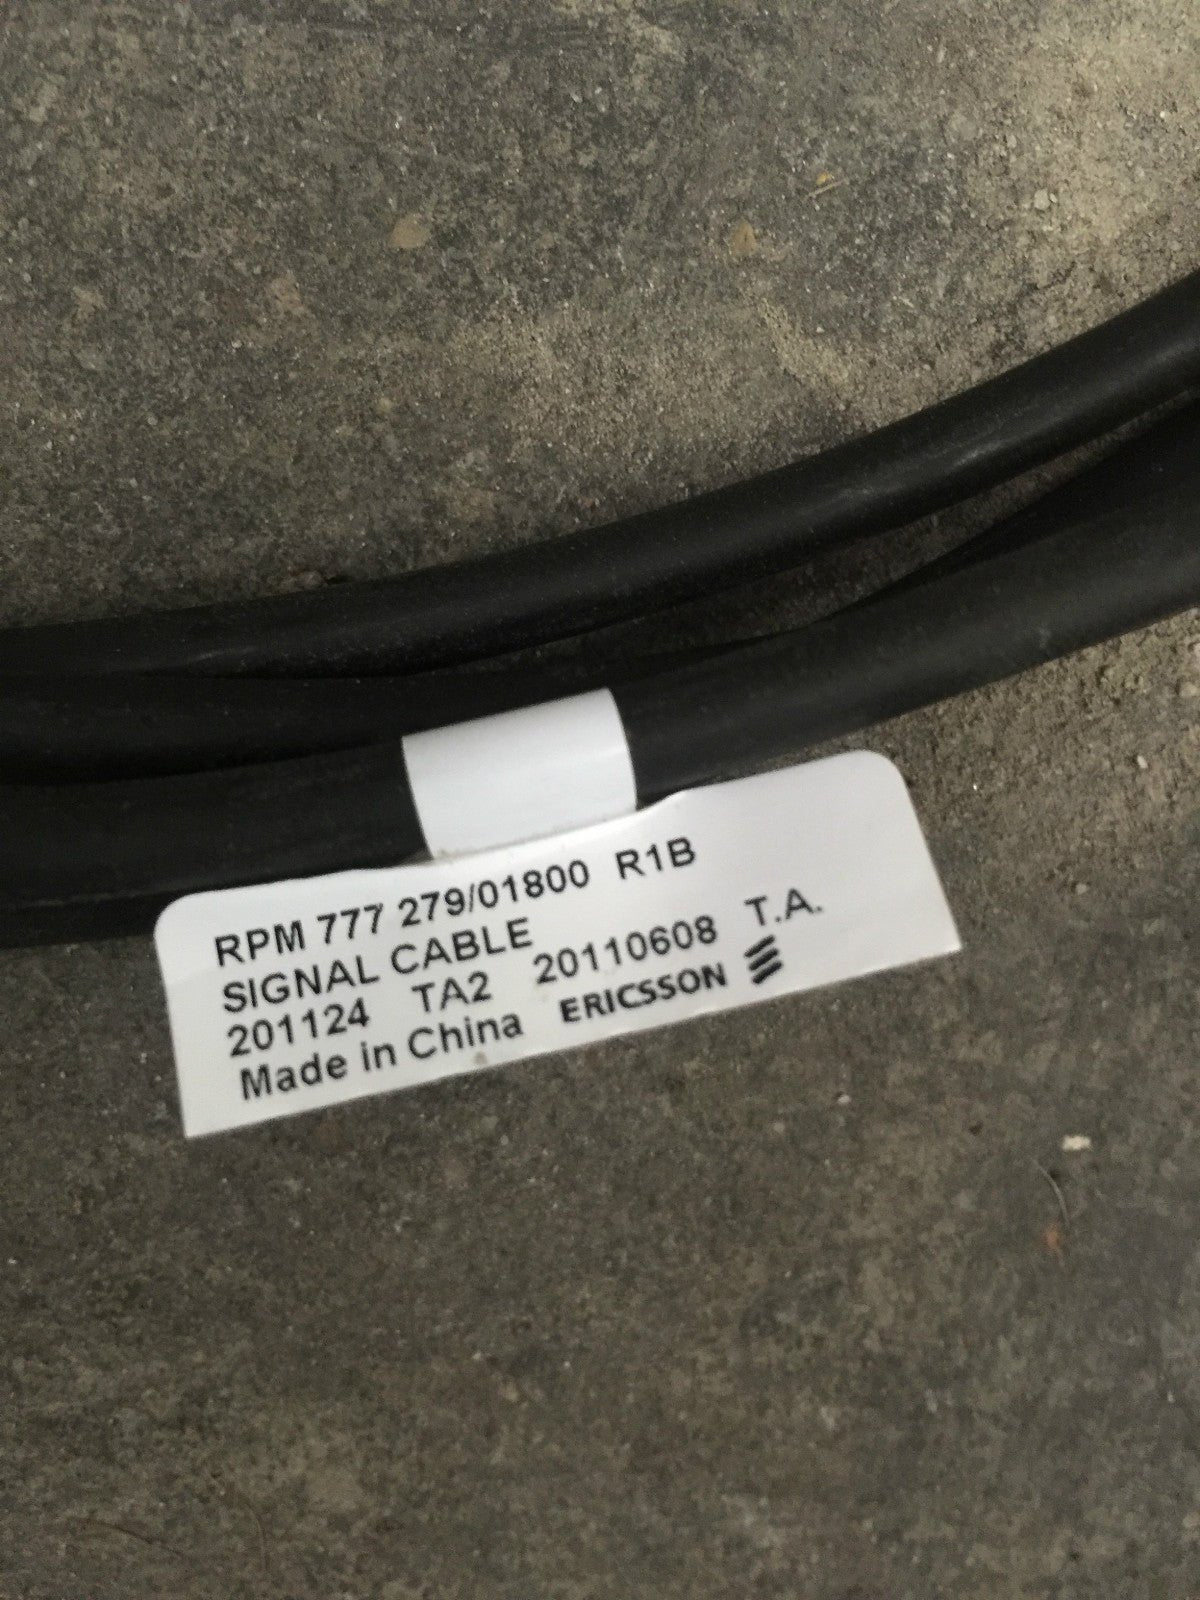 RPM 777 279/01800 R1B
SIGNAL CABLE
201124 TA2 20110608 T.A.
Made in China ERICSSON